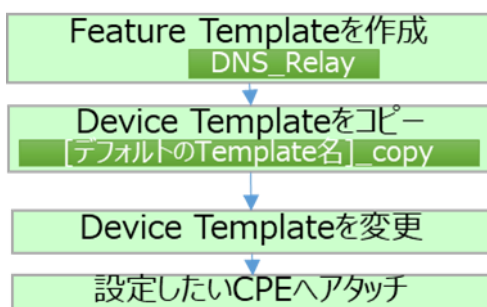 Feature Templateを作成
DNS_Relay
Device Templateをコピー
[デフォルトのTemplate名]_copy
Device Templateを変更
設定したいCPEへアタッチ